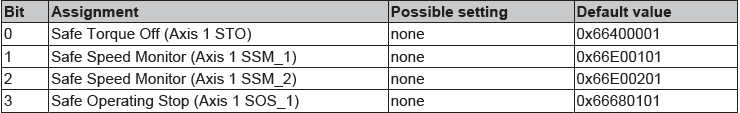 Bit Assignment Possible setting Default value
0 Safe Torque Off (Axis 1 STO) none 0x66400001
1 Safe Speed Monitor (Axis 1 SSM_1) none 0x66E00101
2 Safe Speed Monitor (Axis 1 SSM_2) none 0x66E00201
3 Safe Operating Stop (Axis 1 SOS_1) none 0x66680101